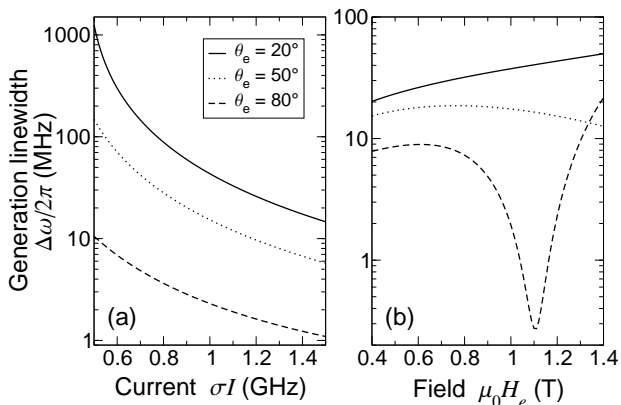 Generation linewidth
Δω/2π (MHz)
1000
100
10
1
θe = 20°
θe = 50°
θe = 80°
(a)
0.6 0.8 1 1.2 1.4
Current σI (GHz)
100
10
1
(b)
0.4 0.6 0.8 1 1.2 1.4
Field μ0He (T)